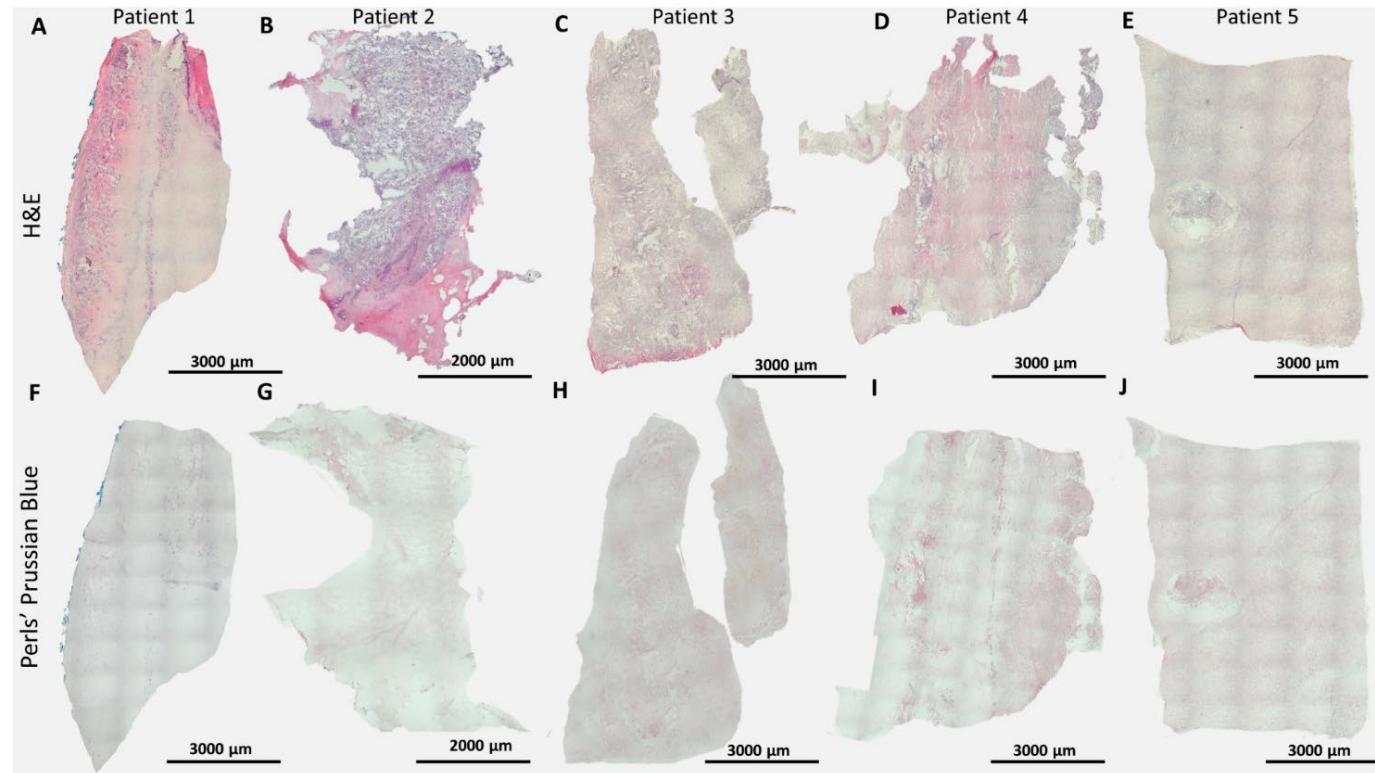 Patient 1 Patient 2 Patient 3 Patient 4 Patient 5
A B C D E
H&E
3000 µm 2000 µm 3000 µm 3000 µm 3000 µm
F G H I J
Perls' Prussian Blue
3000 µm 2000 µm 3000 µm 3000 µm 3000 µm